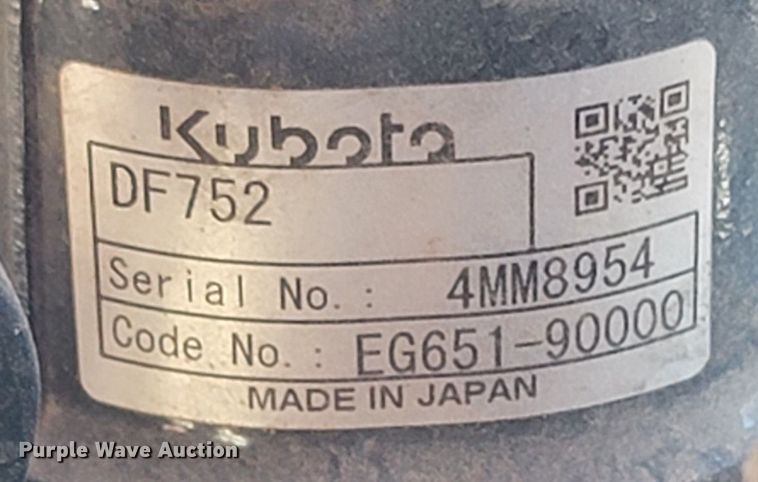 Kubota
DF752
Serial No.: 4MM8954
Code No.: EG651-90000
MADE IN JAPAN
Purple Wave Auction